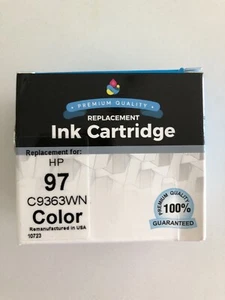 PREMIUM QUALITY
REPLACEMENT
Ink Cartridge
Replacement for:
HP
97
C9363WN
Color
Remanufactured in USA
10723
PREMIUM QUALITY
100%
GUARANTEED